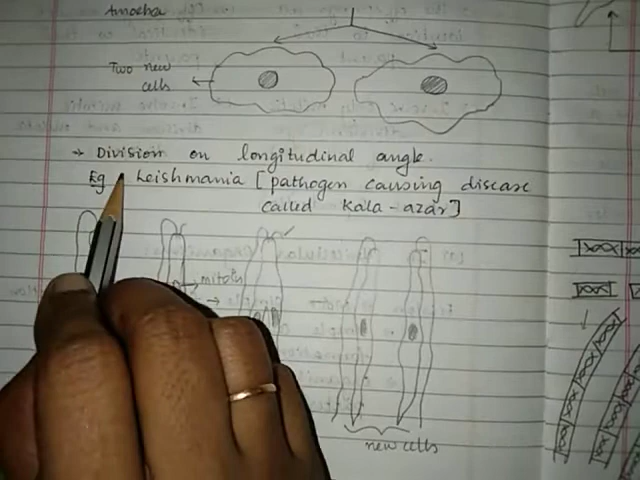 Amoeba
Two new
cells
→ Division on longitudinal angle.
Eg Leishmania [pathogen causing disease
called Kala-azar]
mitosis
new cells